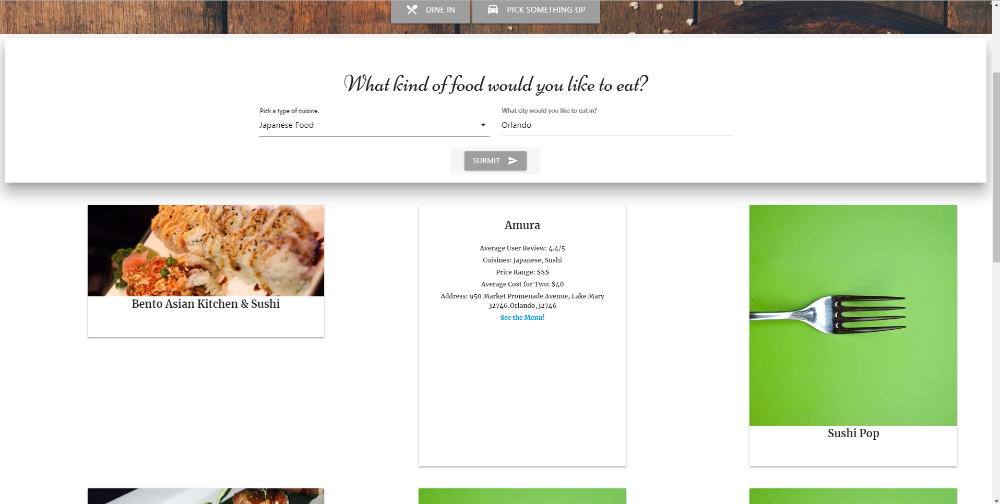 DINE IN
PICK SOMETHING UP
What kind of food would you like to eat?
Pick a type of cuisine.
What city would you like to eat in?
Japanese Food
Orlando
SUBMIT
Bento Asian Kitchen & Sushi
Amura
Average User Review: 4.4/5
Cuisines: Japanese, Sushi
Price Range: $$$
Average Cost for Two: $40
Address: 950 Market Promenade Avenue, Lake Mary
32746,Orlando,32746
See the Menu!
Sushi Pop